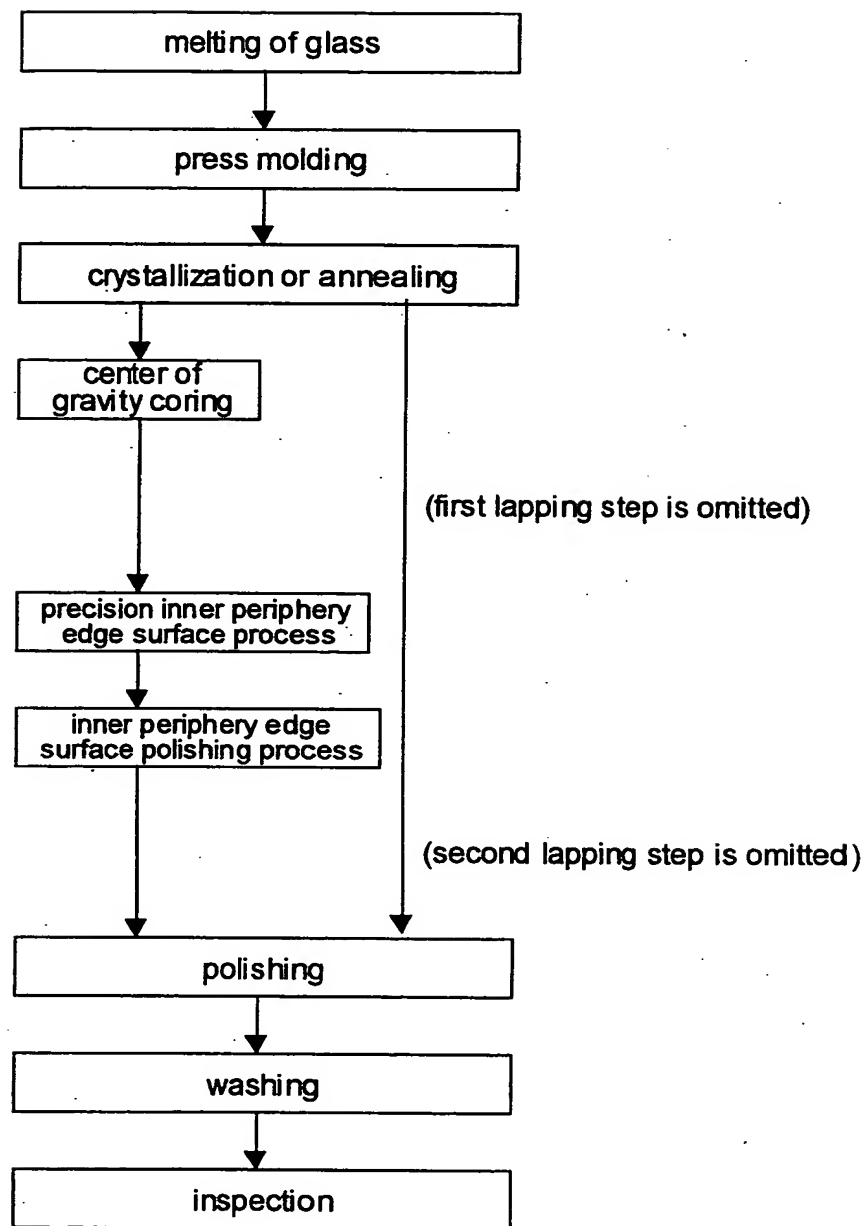 melting of glass
press molding
crystallization or annealing
center of
gravity coring
(first lapping step is omitted)
precision inner periphery
edge surface process
inner periphery edge
surface polishing process
(second lapping step is omitted)
polishing
washing
inspection